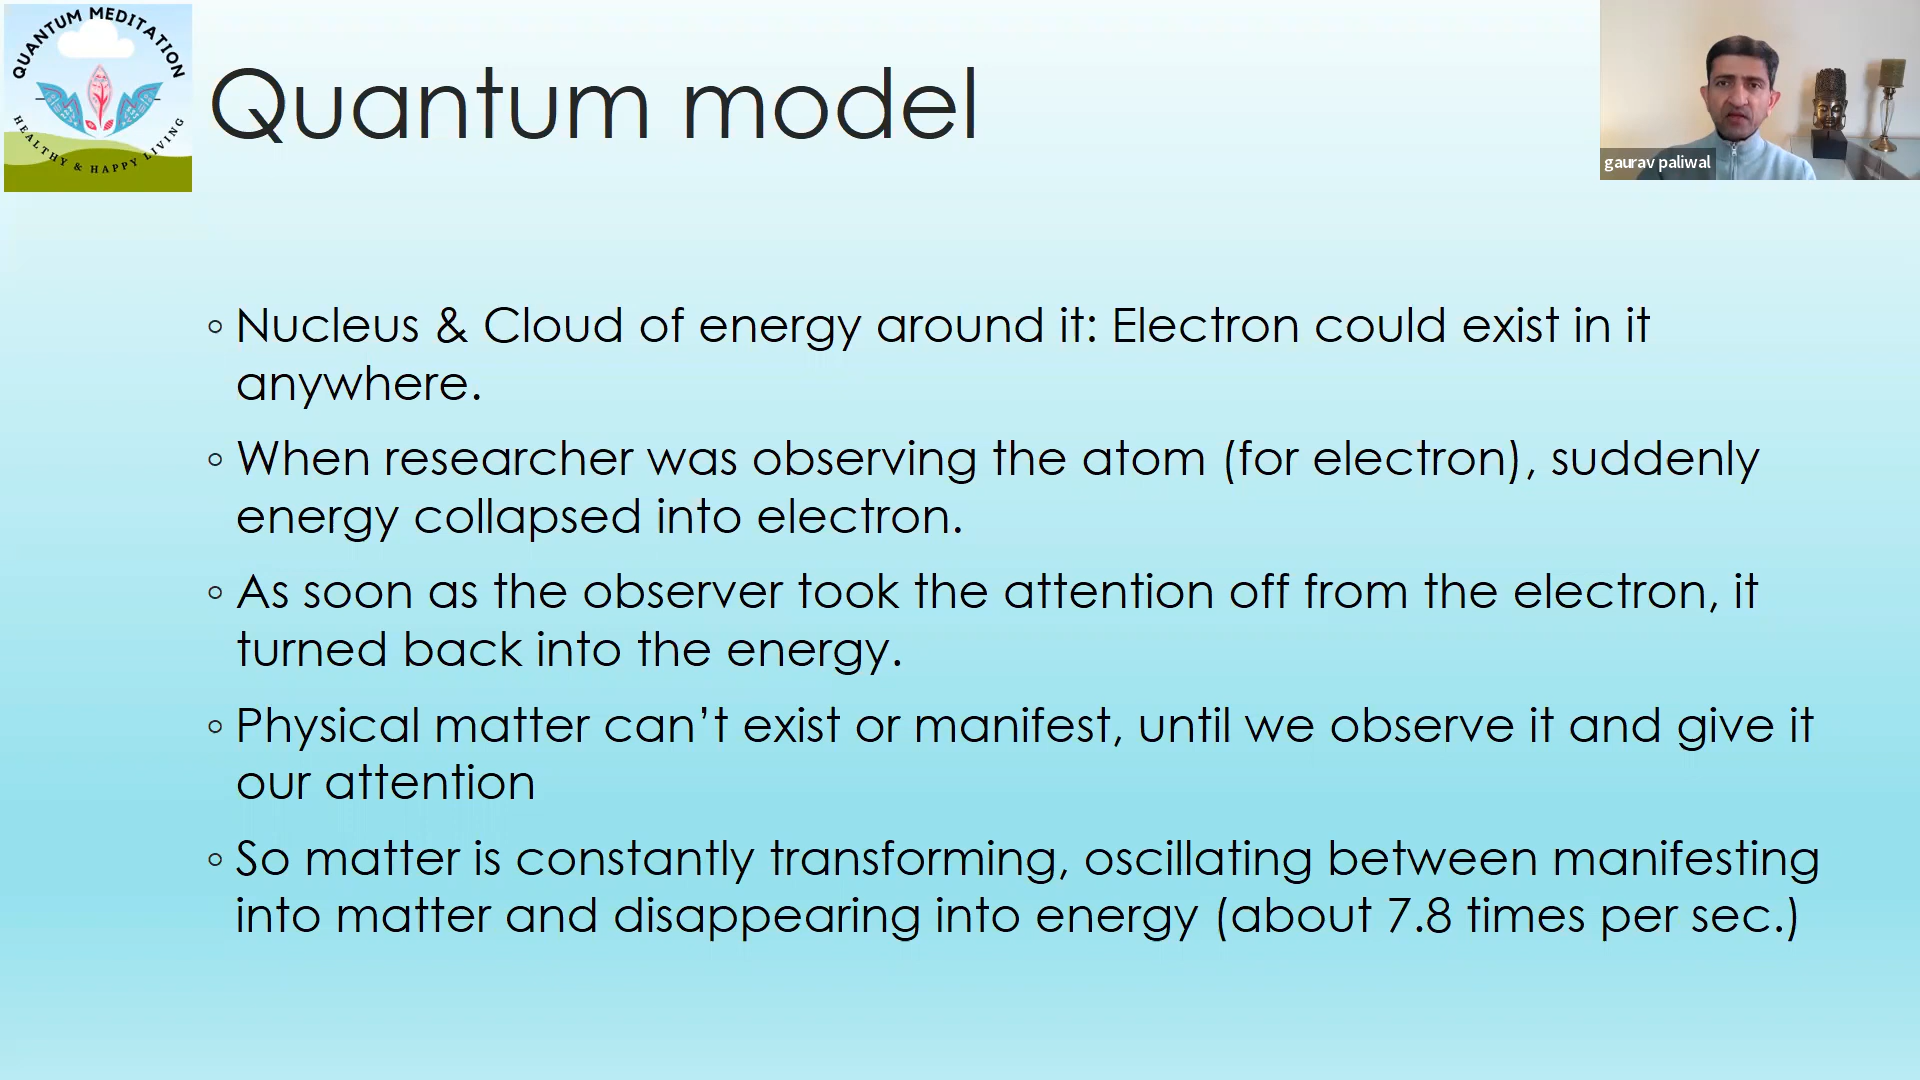 QUANTUM MEDITATION
HEALTHY & HAPPY LIVING
Quantum model
gaurav paliwal
◦ Nucleus & Cloud of energy around it: Electron could exist in it
anywhere.
◦ When researcher was observing the atom (for electron), suddenly
energy collapsed into electron.
◦ As soon as the observer took the attention off from the electron, it
turned back into the energy.
◦ Physical matter can’t exist or manifest, until we observe it and give it
our attention
◦ So matter is constantly transforming, oscillating between manifesting
into matter and disappearing into energy (about 7.8 times per sec.)